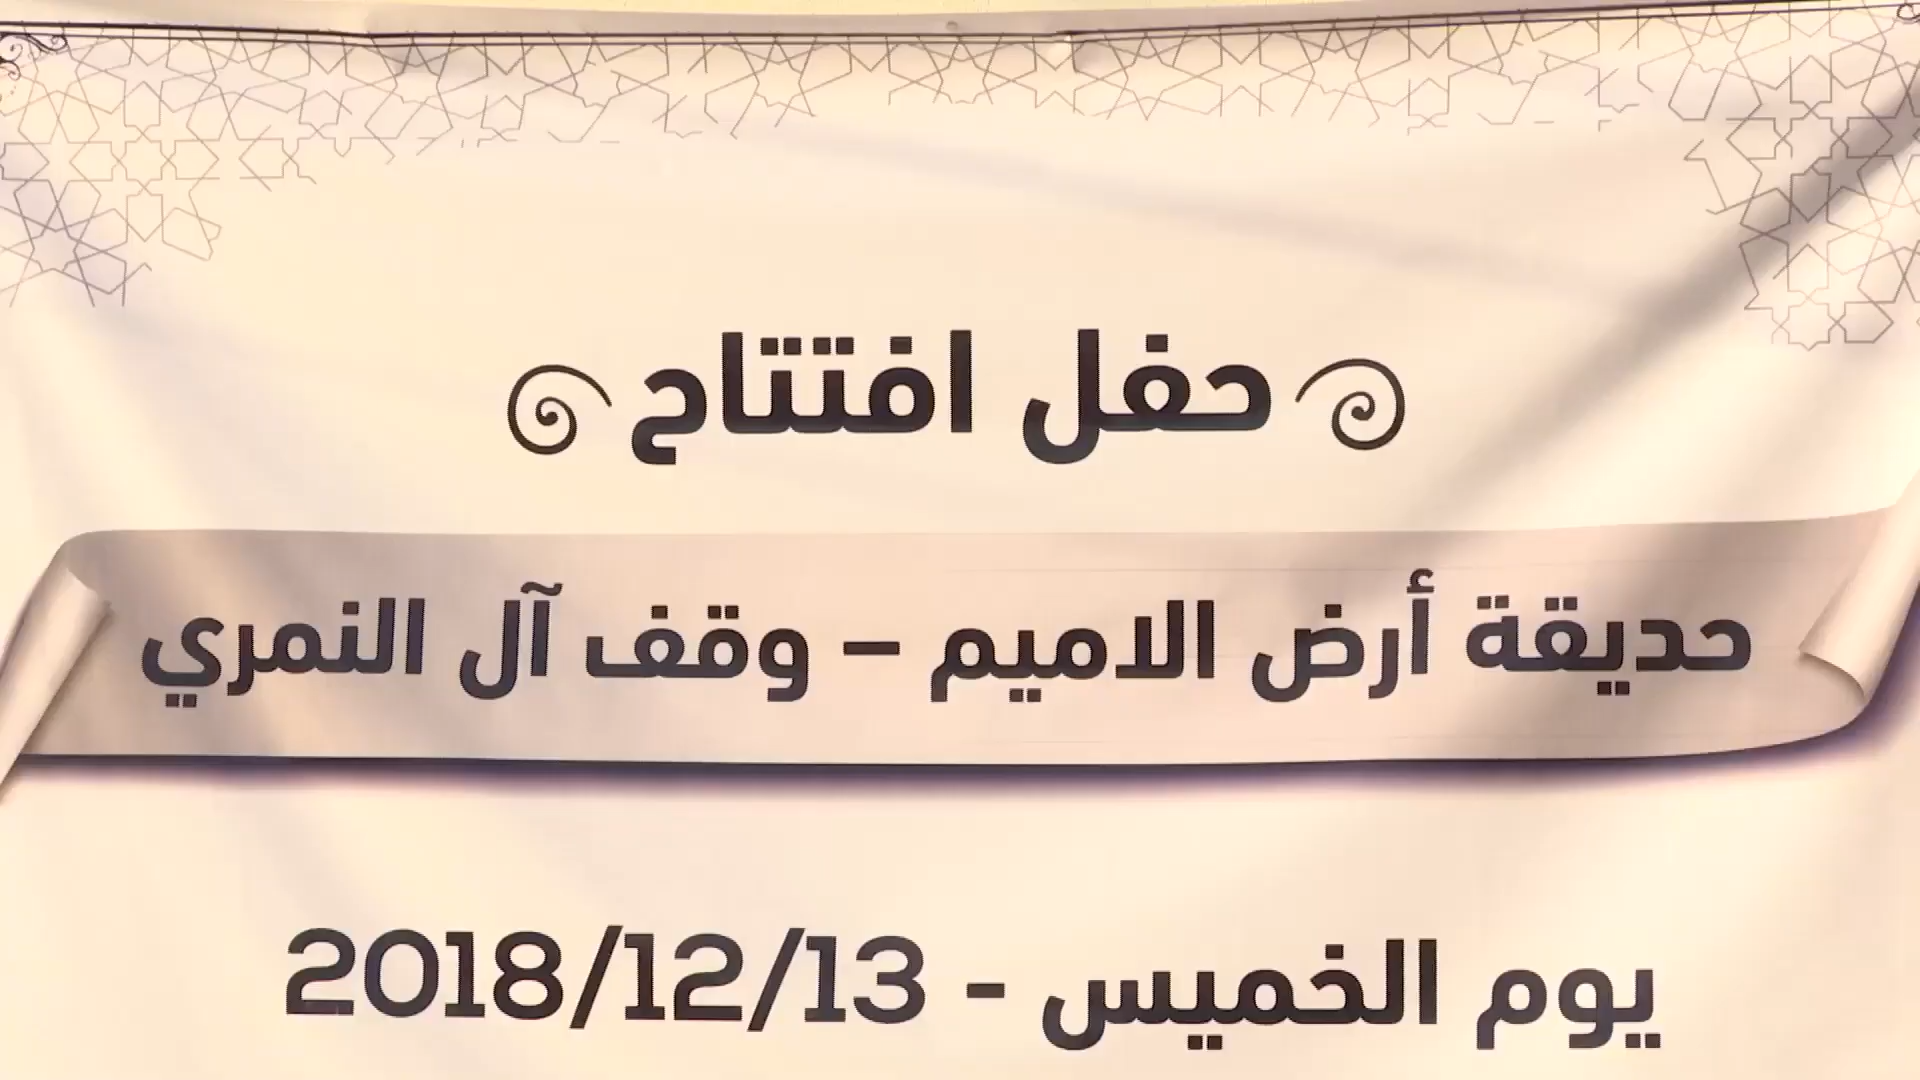 حفل افتتاح
حديقة أرض الاميم – وقف آل النمري
يوم الخميس - 2018/12/13